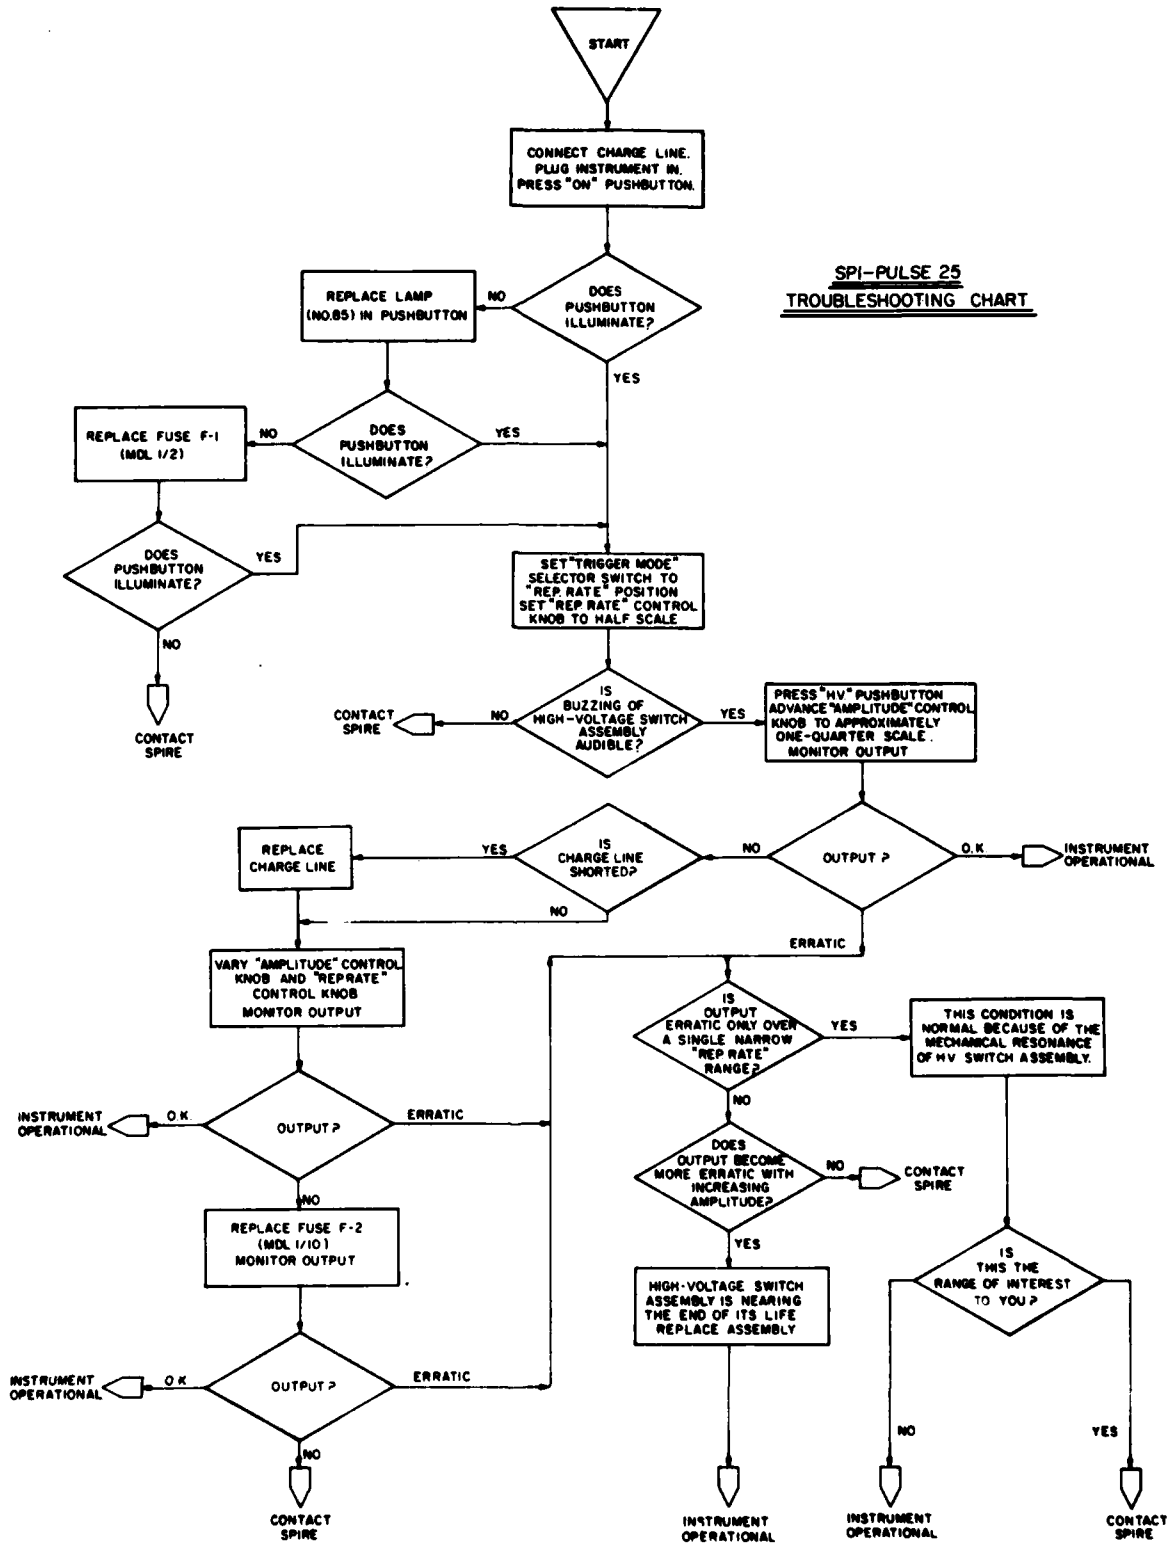 START
CONNECT CHARGE LINE.
PLUG INSTRUMENT IN.
PRESS "ON" PUSHBUTTON.
SPI-PULSE 25
TROUBLESHOOTING CHART
DOES
PUSHBUTTON
ILLUMINATE?
NO
YES
REPLACE LAMP
(NO.85) IN PUSHBUTTON
DOES
PUSHBUTTON
ILLUMINATE?
NO
YES
REPLACE FUSE F-1
(MDL 1/2)
DOES
PUSHBUTTON
ILLUMINATE?
YES
NO
CONTACT
SPIRE
SET "TRIGGER MODE"
SELECTOR SWITCH TO
"REP. RATE" POSITION
SET "REP. RATE" CONTROL
KNOB TO HALF SCALE
IS
BUZZING OF
HIGH-VOLTAGE SWITCH
ASSEMBLY
AUDIBLE?
NO
CONTACT
SPIRE
YES
PRESS "HV" PUSHBUTTON
ADVANCE "AMPLITUDE" CONTROL
KNOB TO APPROXIMATELY
ONE-QUARTER SCALE.
MONITOR OUTPUT
OUTPUT?
O.K.
INSTRUMENT
OPERATIONAL
NO
ERRATIC
IS
CHARGE LINE
SHORTED?
YES
NO
REPLACE
CHARGE LINE
VARY "AMPLITUDE" CONTROL
KNOB AND "REP.RATE"
CONTROL KNOB
MONITOR OUTPUT
OUTPUT?
O.K.
INSTRUMENT
OPERATIONAL
ERRATIC
NO
REPLACE FUSE F-2
(MDL 1/10)
MONITOR OUTPUT
OUTPUT?
O.K
INSTRUMENT
OPERATIONAL
ERRATIC
NO
CONTACT
SPIRE
IS
OUTPUT
ERRATIC ONLY OVER
A SINGLE NARROW
"REP. RATE"
RANGE?
YES
NO
THIS CONDITION IS
NORMAL BECAUSE OF THE
MECHANICAL RESONANCE
OF HV SWITCH ASSEMBLY.
DOES
OUTPUT BECOME
MORE ERRATIC WITH
INCREASING
AMPLITUDE?
NO
CONTACT
SPIRE
YES
HIGH-VOLTAGE SWITCH
ASSEMBLY IS NEARING
THE END OF ITS LIFE
REPLACE ASSEMBLY
INSTRUMENT
OPERATIONAL
IS
THIS THE
RANGE OF INTEREST
TO YOU?
NO
INSTRUMENT
OPERATIONAL
YES
CONTACT
SPIRE